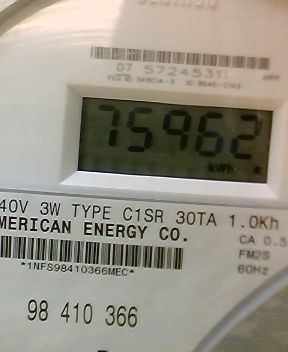 07 57245311
75962
kWh
40V 3W TYPE C1SR 30TA 1.0Kh
MERICAN ENERGY CO.
CA 0.5
FM2S
60Hz
*1NFS98410366MEC*
98 410 366